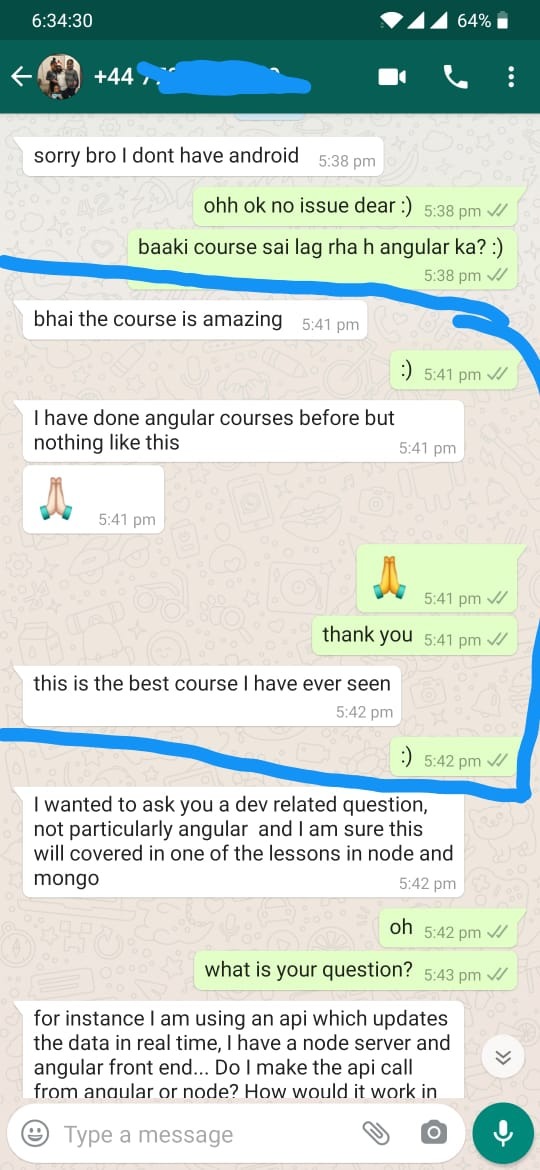 6:34:30
64%
+44
sorry bro I dont have android 5:38 pm
ohh ok no issue dear :) 5:38 pm
baaki course sai lag rha h angular ka? :)
5:38 pm
bhai the course is amazing 5:41 pm
:) 5:41 pm
I have done angular courses before but
nothing like this 5:41 pm
🙏🏻 5:41 pm
🙏 5:41 pm
thank you 5:41 pm
this is the best course I have ever seen
5:42 pm
:) 5:42 pm
I wanted to ask you a dev related question,
not particularly angular and I am sure this
will covered in one of the lessons in node and
mongo 5:42 pm
oh 5:42 pm
what is your question? 5:43 pm
for instance I am using an api which updates
the data in real time, I have a node server and
angular front end... Do I make the api call
from angular or node? How would it work in
Type a message